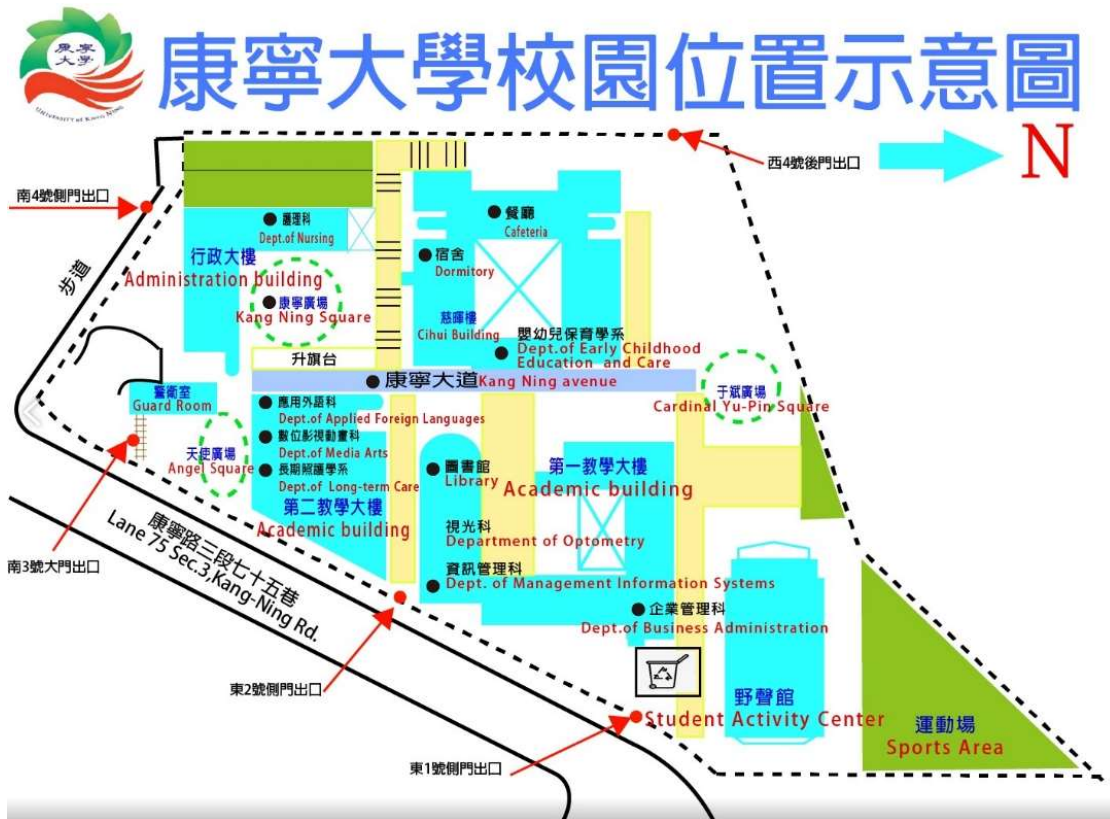 康寧大學
UNIVERSITY of KANG NING
康寧大學校園位置示意圖
N
西4號後門出口
南4號側門出口
步道
護理科
Dept.of Nursing
行政大樓
Administration building
康寧廣場
Kang Ning Square
升旗台
餐廳
Cafeteria
宿舍
Dormitory
慈暉樓
Cihui Building
嬰幼兒保育學系
Dept.of Early Childhood
Education and Care
康寧大道Kang Ning avenue
于斌廣場
Cardinal Yu-Pin Square
警衛室
Guard Room
天使廣場
Angel Square
應用外語科
Dept.of Applied Foreign Languages
數位影視動畫科
Dept.of Media Arts
長期照護學系
Dept.of Long-term Care
第二教學大樓
Academic building
圖書館
Library
第一教學大樓
Academic building
視光科
Department of Optometry
資訊管理科
Dept. of Management Information Systems
企業管理科
Dept.of Business Administration
野聲館
Student Activity Center
運動場
Sports Area
南3號大門出口
康寧路三段七十五巷
Lane 75 Sec.3,Kang-Ning Rd.
東2號側門出口
東1號側門出口